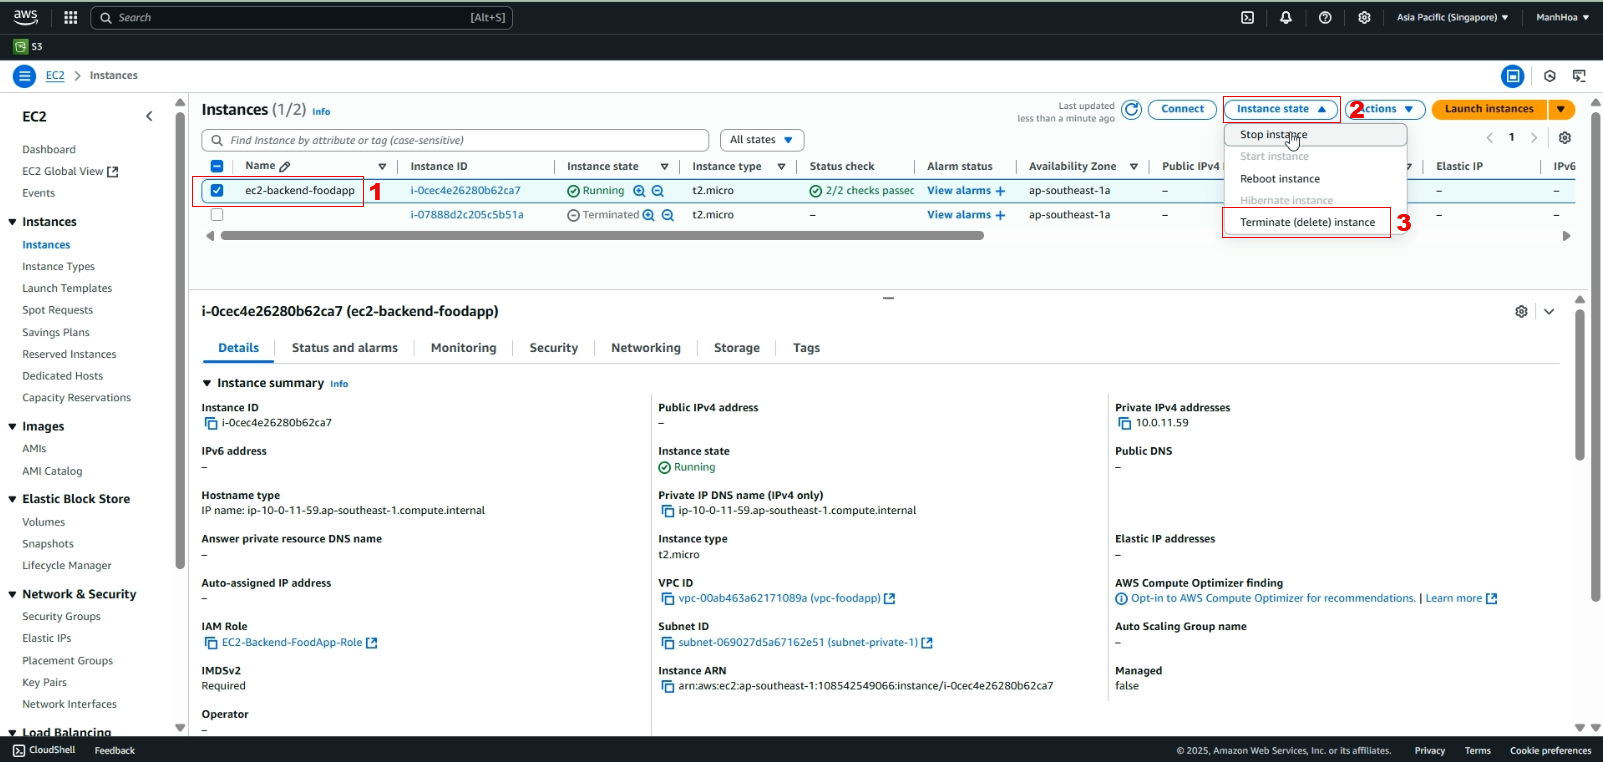 aws Search [Alt+S] Asia Pacific (Singapore) ManhHoa
S3
EC2 Instances
EC2
Dashboard
EC2 Global View
Events
Instances
Instances
Instance Types
Launch Templates
Spot Requests
Savings Plans
Reserved Instances
Dedicated Hosts
Capacity Reservations
Images
AMIs
AMI Catalog
Elastic Block Store
Volumes
Snapshots
Lifecycle Manager
Network & Security
Security Groups
Elastic IPs
Placement Groups
Key Pairs
Network Interfaces
Load Balancing
Instances (1/2) Info
Last updated
less than a minute ago
Connect Instance state 2 Actions Launch instances
Find Instance by attribute or tag (case-sensitive) All states 1
Name Instance ID Instance state Instance type Status check Alarm status Availability Zone Public IPv4 Elastic IP IPv6
ec2-backend-foodapp 1 i-0cec4e26280b62ca7 Running t2.micro 2/2 checks passec View alarms + ap-southeast-1a – – –
i-07888d2c205c5b51a Terminated t2.micro – View alarms + ap-southeast-1a – – –
Stop instance
Start instance
Reboot instance
Hibernate instance
Terminate (delete) instance 3
i-0cec4e26280b62ca7 (ec2-backend-foodapp)
Details Status and alarms Monitoring Security Networking Storage Tags
Instance summary Info
Instance ID
i-0cec4e26280b62ca7
IPv6 address
–
Hostname type
IP name: ip-10-0-11-59.ap-southeast-1.compute.internal
Answer private resource DNS name
–
Auto-assigned IP address
–
IAM Role
EC2-Backend-FoodApp-Role
IMDSv2
Required
Operator
–
Public IPv4 address
–
Instance state
Running
Private IP DNS name (IPv4 only)
ip-10-0-11-59.ap-southeast-1.compute.internal
Instance type
t2.micro
VPC ID
vpc-00ab463a62171089a (vpc-foodapp)
Subnet ID
subnet-069027d5a67162e51 (subnet-private-1)
Instance ARN
arn:aws:ec2:ap-southeast-1:108542549066:instance/i-0cec4e26280b62ca7
Private IPv4 addresses
10.0.11.59
Public DNS
–
Elastic IP addresses
–
AWS Compute Optimizer finding
Opt-in to AWS Compute Optimizer for recommendations. | Learn more
Auto Scaling Group name
–
Managed
false
CloudShell Feedback © 2025, Amazon Web Services, Inc. or its affiliates. Privacy Terms Cookie preferences